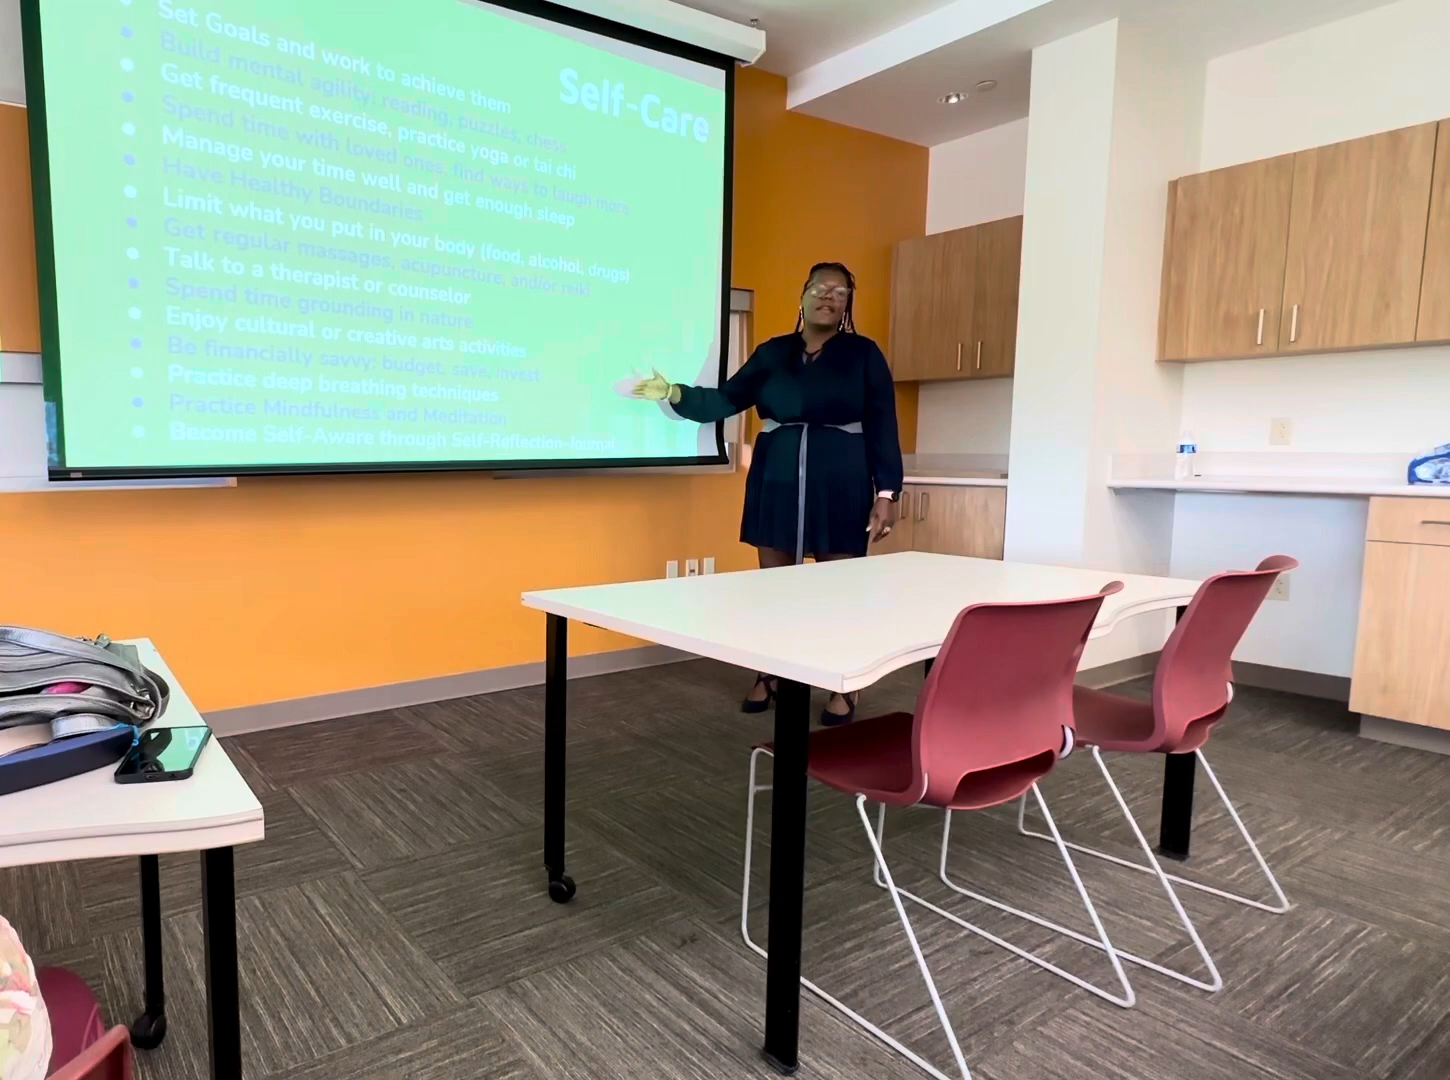 Self-Care
Set Goals and work to achieve them
Build mental agility: reading, puzzles, chess
Get frequent exercise, practice yoga or tai chi
Spend time with loved ones, find ways to laugh more
Manage your time well and get enough sleep
Have Healthy Boundaries
Limit what you put in your body (food, alcohol, drugs)
Get regular massages, acupuncture, and/or reiki
Talk to a therapist or counselor
Spend time grounding in nature
Enjoy cultural or creative arts activities
Be financially savvy: budget, save, invest
Practice deep breathing techniques
Practice Mindfulness and Meditation
Become Self-Aware through Self-Reflection-Journal